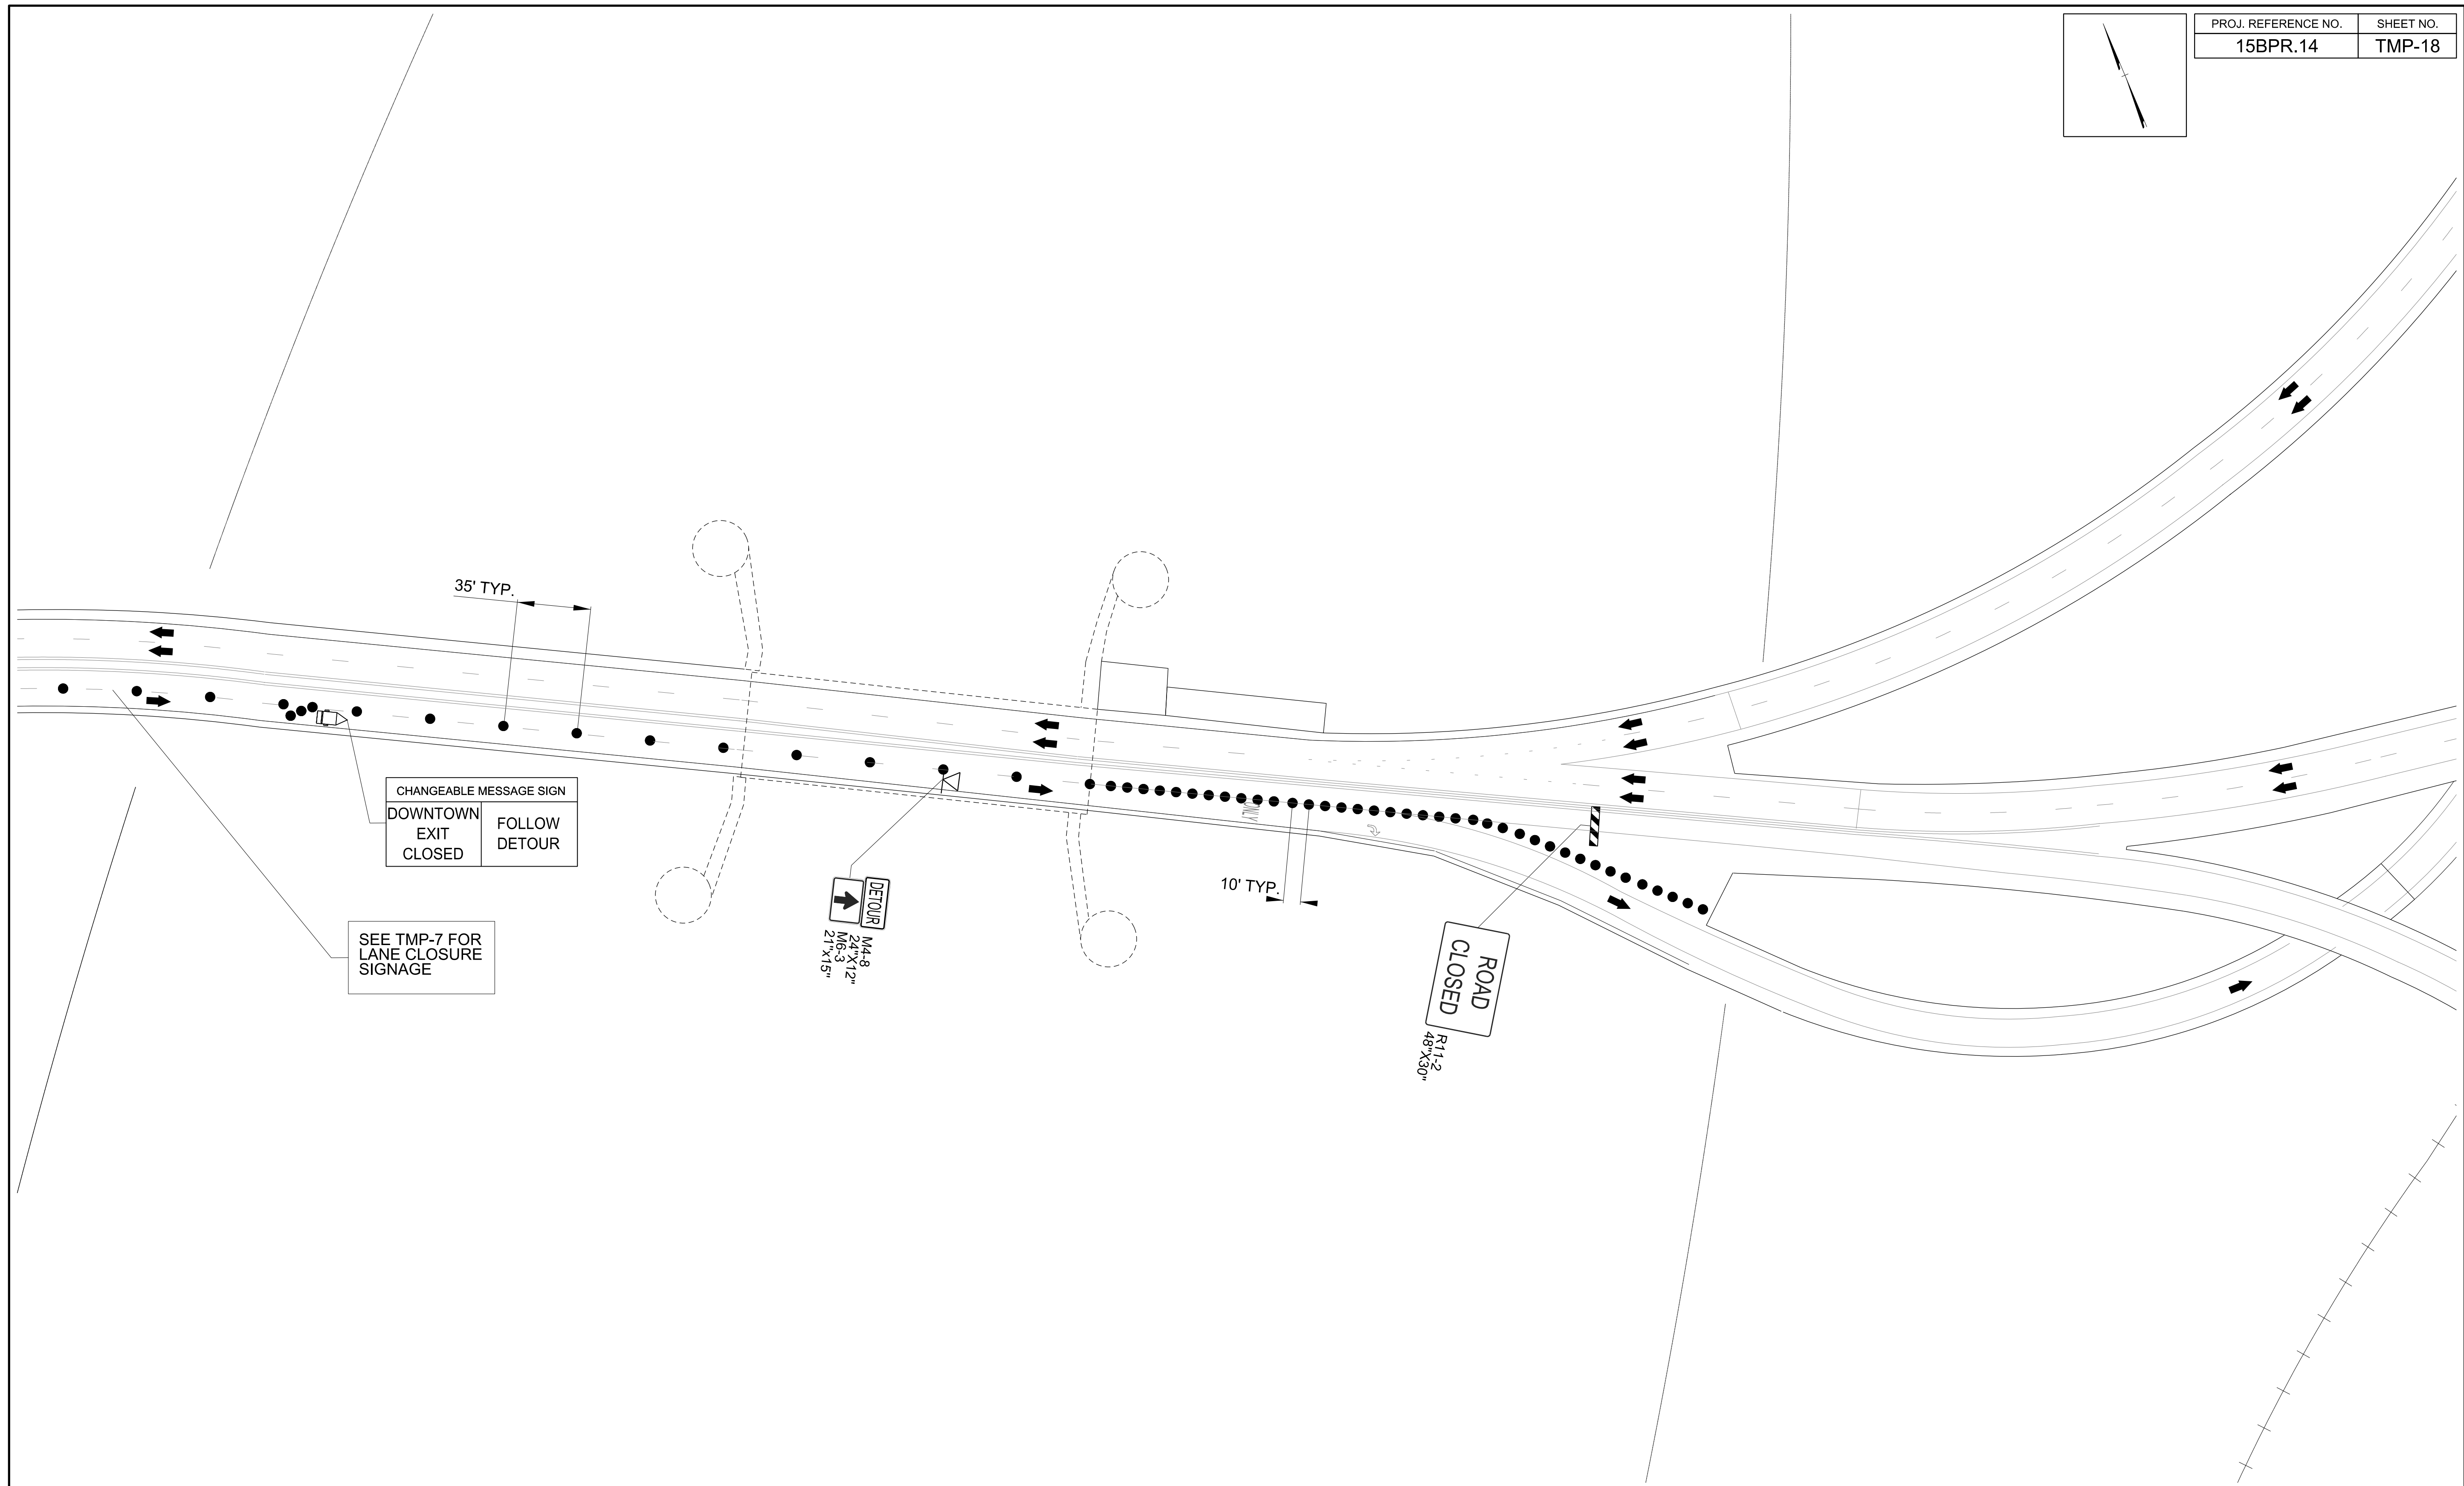 PROJ. REFERENCE NO.
SHEET NO.
15BPR.14
TMP-18
35' TYP.
CHANGEABLE MESSAGE SIGN
DOWNTOWN
EXIT
CLOSED
FOLLOW
DETOUR
SEE TMP-7 FOR
LANE CLOSURE
SIGNAGE
DETOUR
M4-8
24"X12"
M6-3
21"x15"
10' TYP.
ROAD
CLOSED
R11-2
48"X30"